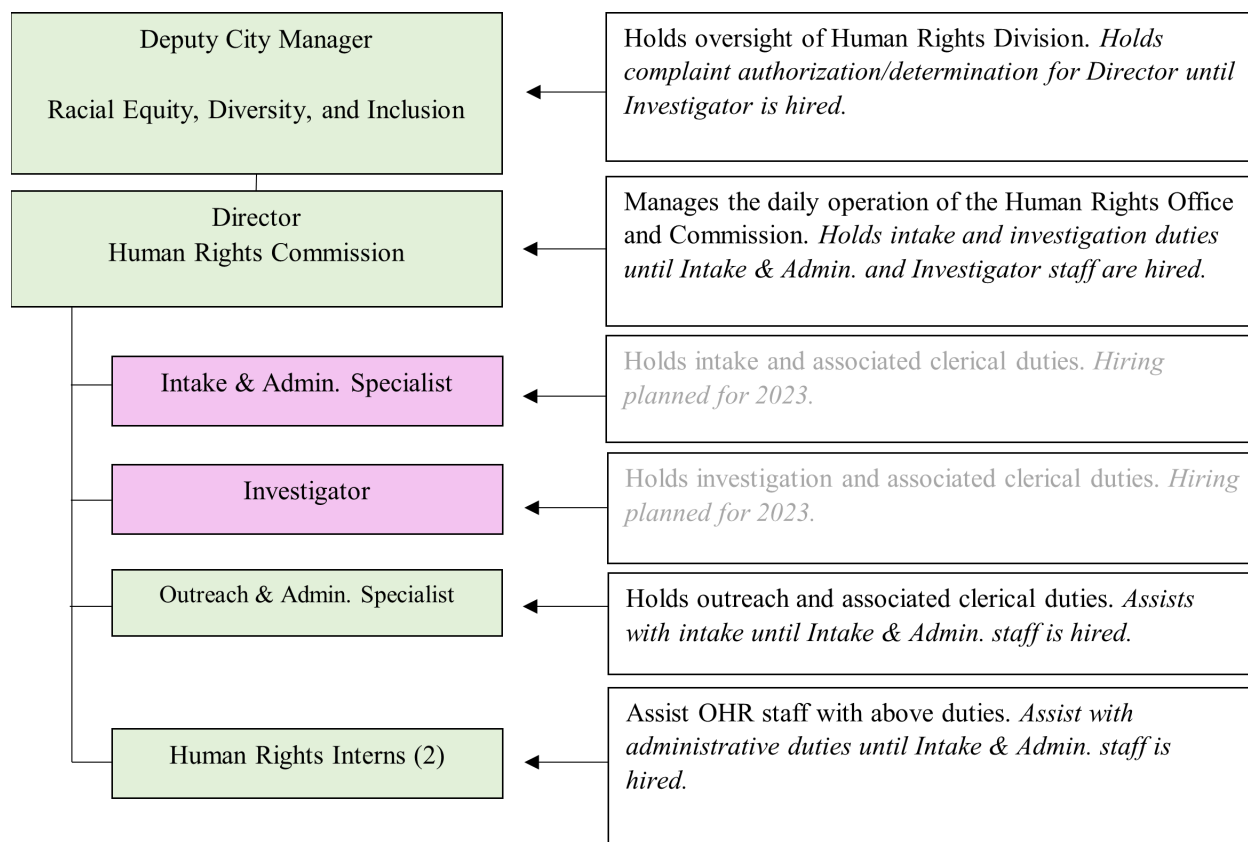 Deputy City Manager
Racial Equity, Diversity, and Inclusion
Holds oversight of Human Rights Division. Holds
complaint authorization/determination for Director until
Investigator is hired.
Director
Human Rights Commission
Manages the daily operation of the Human Rights Office
and Commission. Holds intake and investigation duties
until Intake & Admin. and Investigator staff are hired.
Intake & Admin. Specialist
Holds intake and associated clerical duties. Hiring
planned for 2023.
Investigator
Holds investigation and associated clerical duties. Hiring
planned for 2023.
Outreach & Admin. Specialist
Holds outreach and associated clerical duties. Assists
with intake until Intake & Admin. staff is hired.
Human Rights Interns (2)
Assist OHR staff with above duties. Assist with
administrative duties until Intake & Admin. staff is
hired.